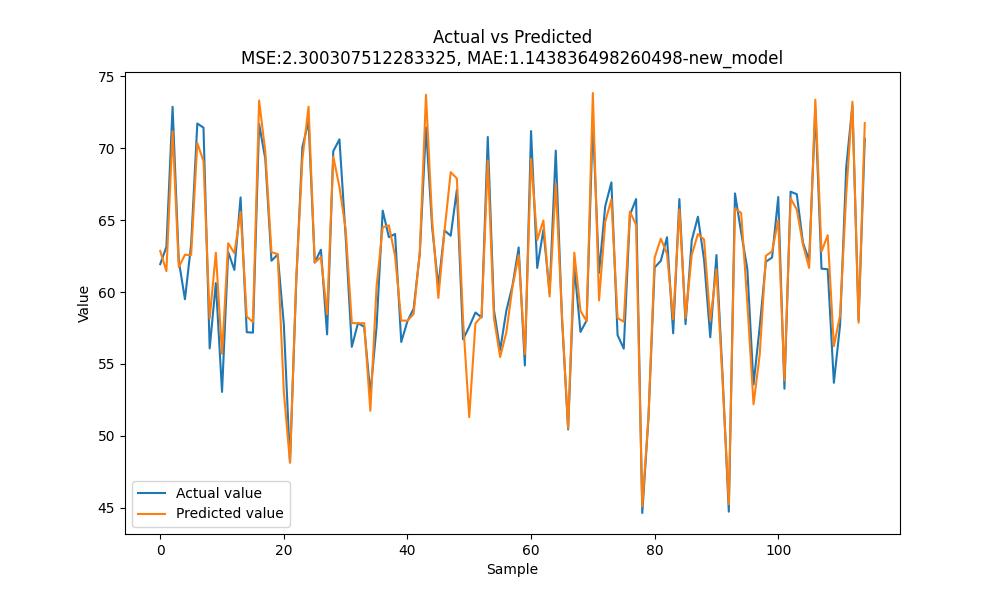 Actual vs Predicted
MSE:2.300307512283325, MAE:1.143836498260498-new_model
75
70
65
60
55
50
45
Value
Actual value
Predicted value
0 20 40 60 80 100
Sample